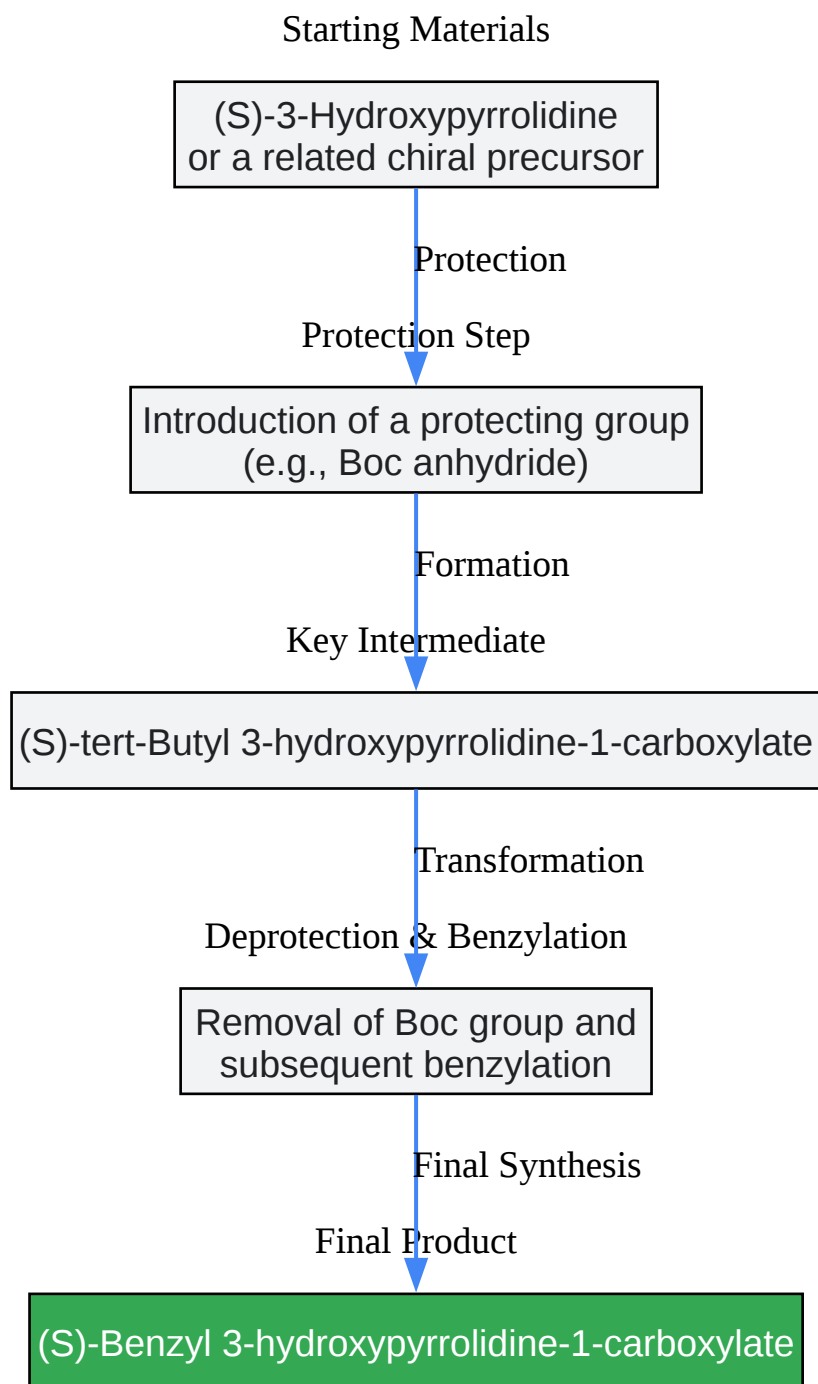 Starting Materials
(S)-3-Hydroxypyrrolidine
or a related chiral precursor
Protection
Protection Step
Introduction of a protecting group
(e.g., Boc anhydride)
Formation
Key Intermediate
(S)-tert-Butyl 3-hydroxypyrrolidine-1-carboxylate
Transformation
Deprotection & Benzylation
Removal of Boc group and
subsequent benzylation
Final Synthesis
Final Product
(S)-Benzyl 3-hydroxypyrrolidine-1-carboxylate